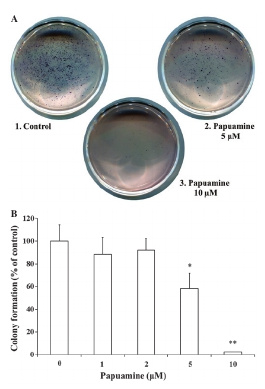 A
1. Control
2. Papuamine
5 µM
3. Papuamine
10 µM
B
Colony formation (% of control)
120
100
80
60
40
20
0
*
**
0 1 2 5 10
Papuamine (µM)